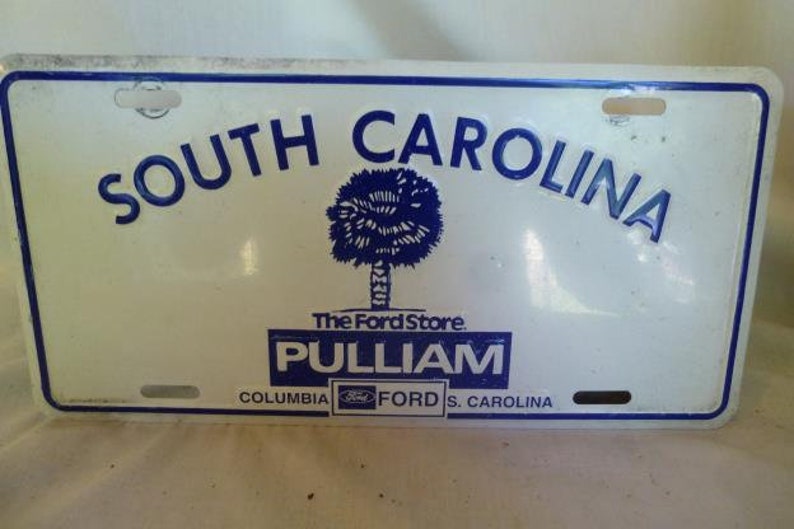 SOUTH CAROLINA
The Ford Store.
PULLIAM
COLUMBIA Ford FORD S. CAROLINA